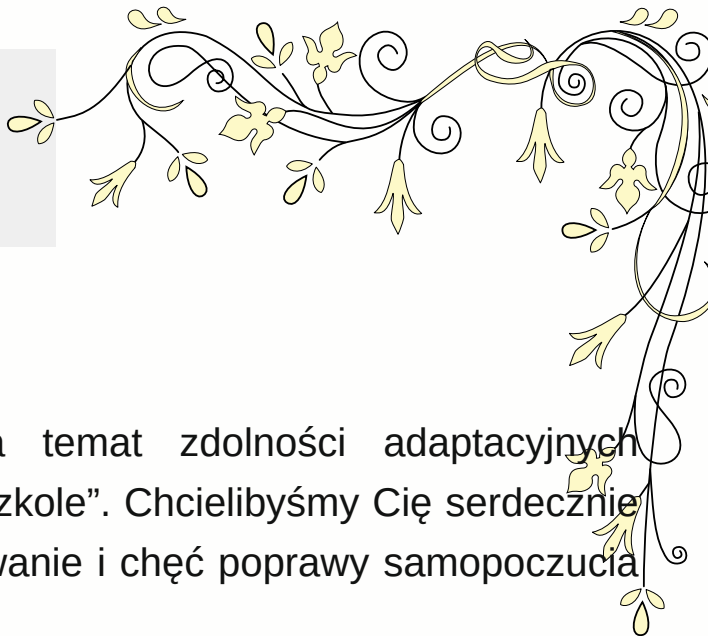 temat zdolności adaptacyjnych
zkole”. Chcielibyśmy Cię serdecznie
wanie i chęć poprawy samopoczucia